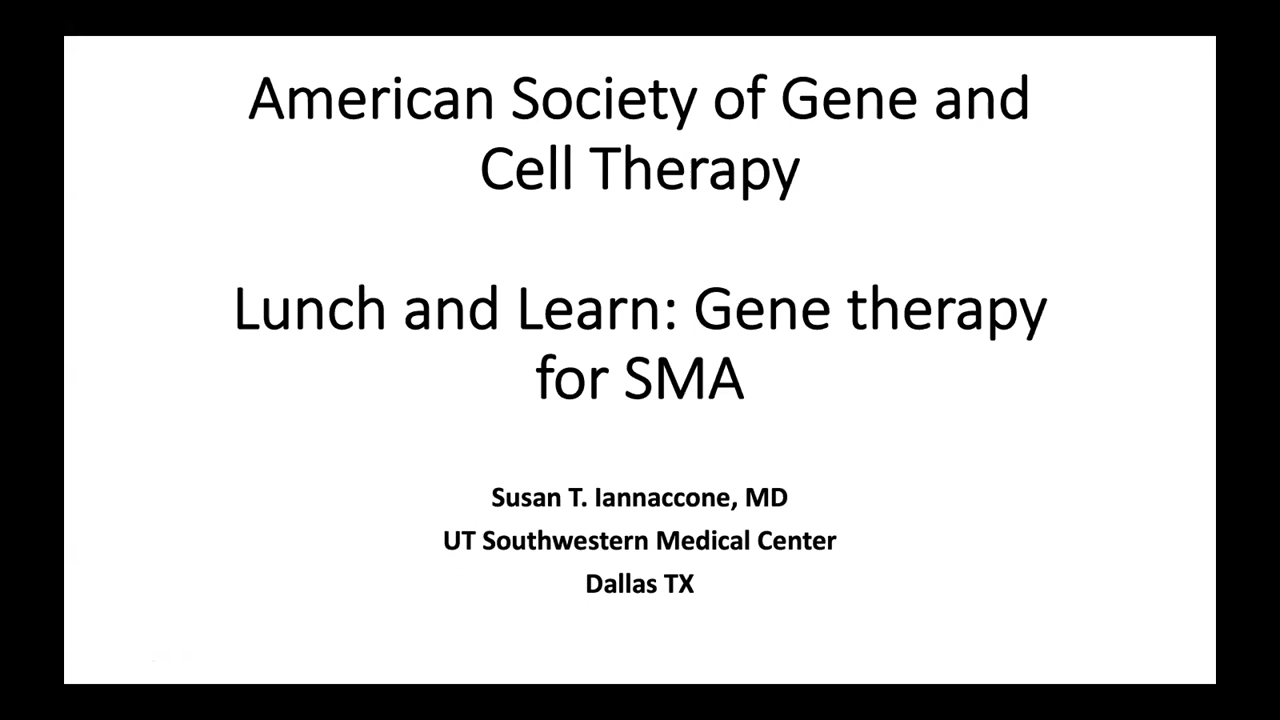 American Society of Gene and
Cell Therapy
Lunch and Learn: Gene therapy
for SMA
Susan T. Iannaccone, MD
UT Southwestern Medical Center
Dallas TX